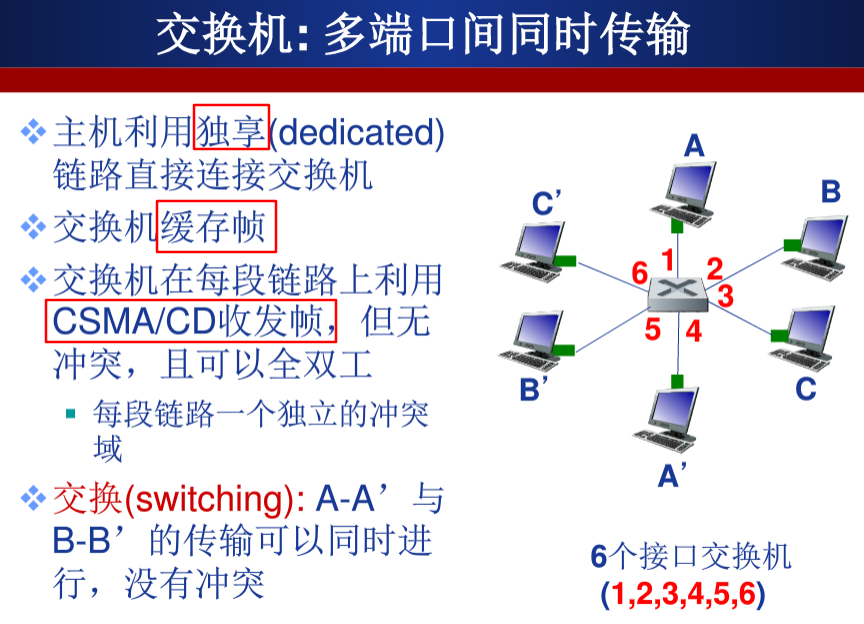 交换机: 多端口间同时传输
主机利用独享(dedicated)
链路直接连接交换机
交换机缓存帧
交换机在每段链路上利用
CSMA/CD收发帧，但无
冲突，且可以全双工
每段链路一个独立的冲突
域
交换(switching): A-A’与
B-B’的传输可以同时进
行，没有冲突
A
B
C’
1
2
6
3
5
4
B’
C
A’
6个接口交换机
(1,2,3,4,5,6)